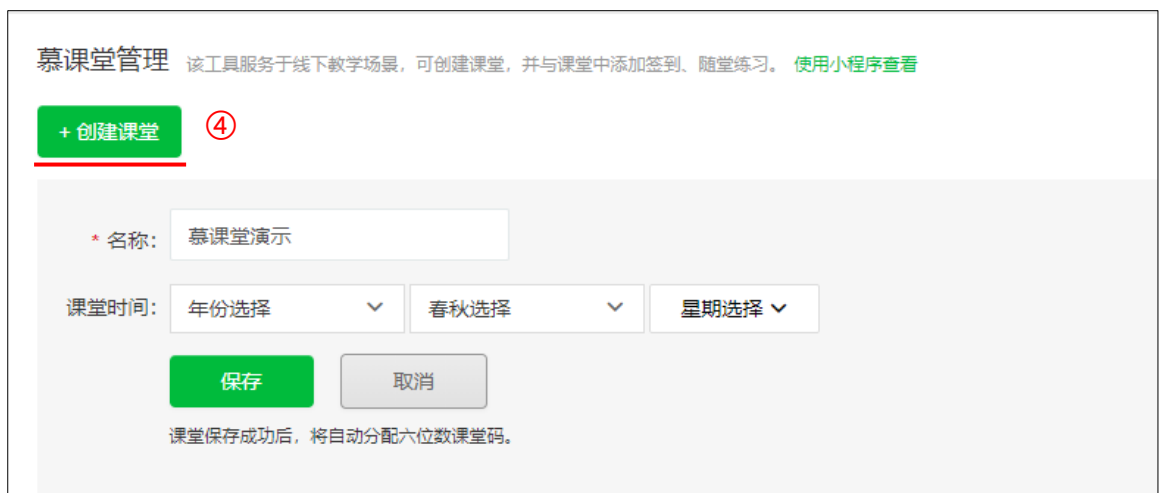 慕课堂管理 该工具服务于线下教学场景，可创建课堂，并与课堂中添加签到、随堂练习。 使用小程序查看
+ 创建课堂 ④
* 名称： 慕课堂演示
课堂时间： 年份选择 春秋选择 星期选择
保存 取消
课堂保存成功后，将自动分配六位数课堂码。